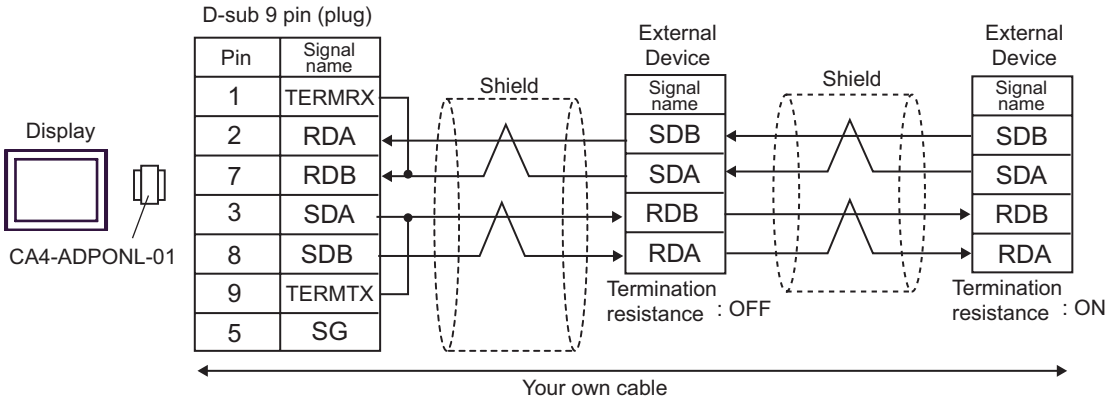 D-sub 9 pin (plug)
Pin Signal name
1 TERMRX
2 RDA
7 RDB
3 SDA
8 SDB
9 TERMTX
5 SG
Display
CA4-ADPONL-01
Shield
External
Device
Signal
name
SDB
SDA
RDB
RDA
Termination
resistance : OFF
Shield
External
Device
Signal
name
SDB
SDA
RDB
RDA
Termination
resistance : ON
Your own cable